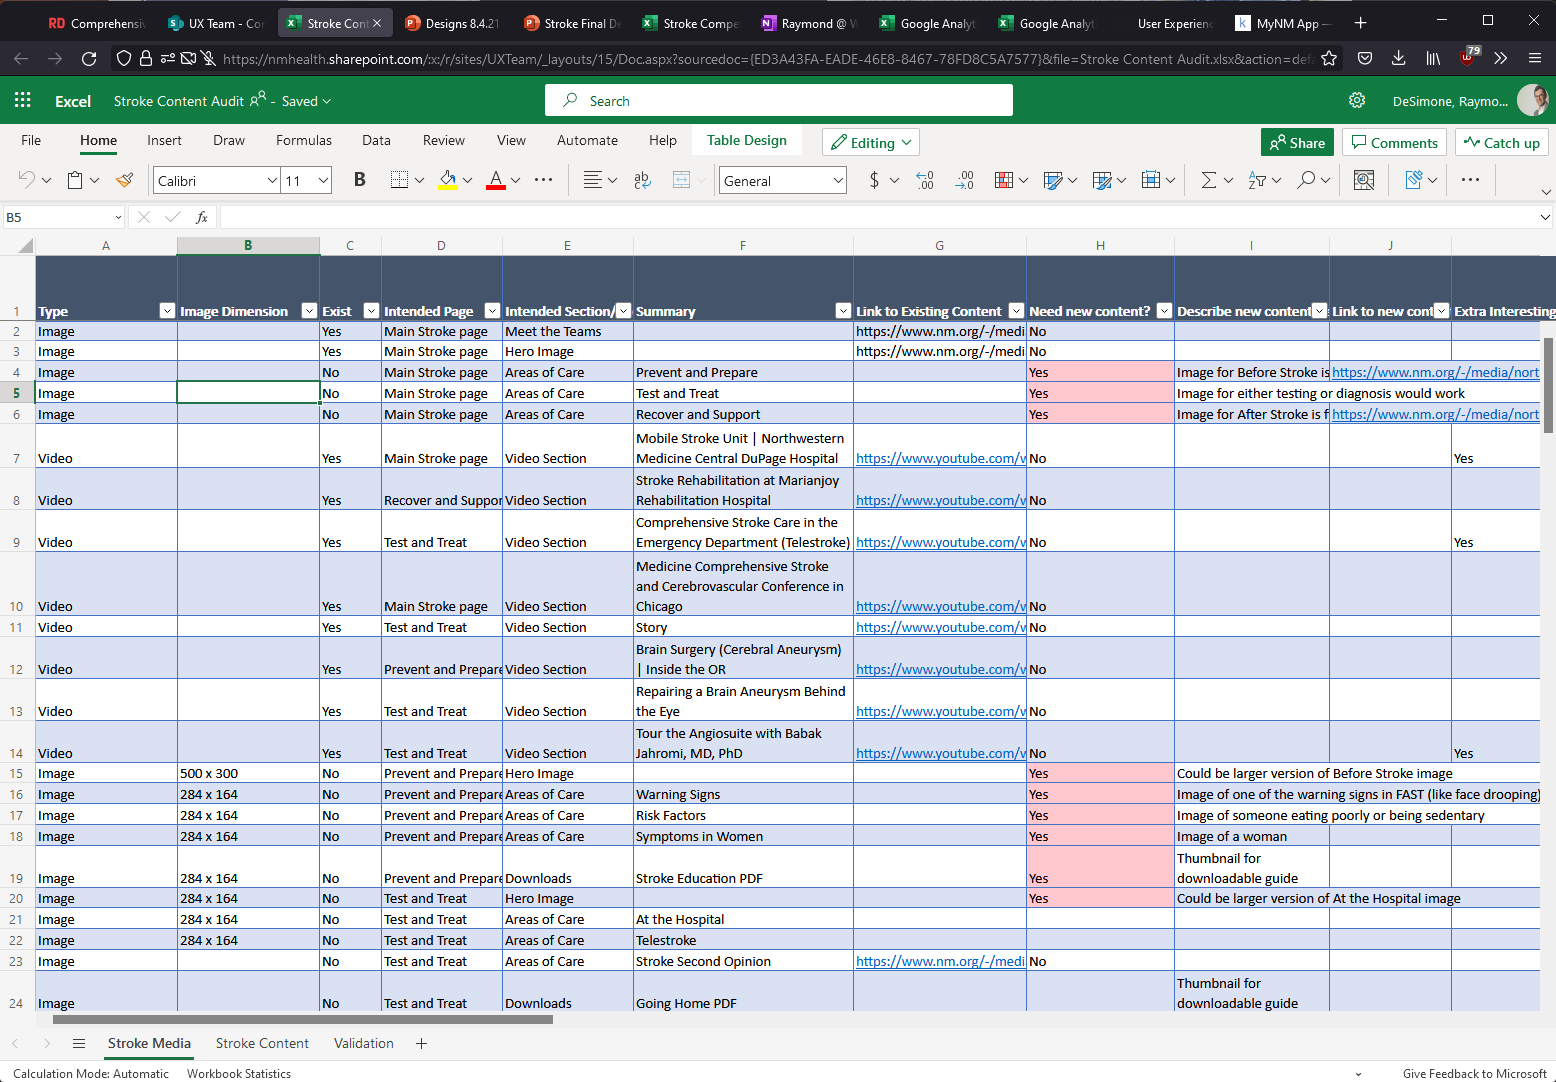 RD Comprehensiv
UX Team - Cor
Stroke Cont
Designs 8.4.21
Stroke Final De
Stroke Compe
Raymond @
Google Analyt
Google Analyt
User Experienc
MyNM App —
https://nmhealth.sharepoint.com/:x:/r/sites/UXTeam/_layouts/15/Doc.aspx?sourcedoc={ED3A43FA-EADE-46E8-8467-78FD8C5A7577}&file=Stroke Content Audit.xlsx&action=def
79
Excel Stroke Content Audit - Saved Search DeSimone, Raymo...
File Home Insert Draw Formulas Data Review View Automate Help Table Design Editing Share Comments Catch up
Calibri 11 B A General $
B5 fx
A B C D E F G H I J
1 Type Image Dimension Exist Intended Page Intended Section/ Summary Link to Existing Content Need new content? Describe new content Link to new cont Extra Interesting
2 Image Yes Main Stroke page Meet the Teams https://www.nm.org/-/medi No
3 Image Yes Main Stroke page Hero Image https://www.nm.org/-/medi No
4 Image No Main Stroke page Areas of Care Prevent and Prepare Yes Image for Before Stroke is https://www.nm.org/-/media/nort
5 Image No Main Stroke page Areas of Care Test and Treat Yes Image for either testing or diagnosis would work
6 Image No Main Stroke page Areas of Care Recover and Support Yes Image for After Stroke is f https://www.nm.org/-/media/nort
Mobile Stroke Unit | Northwestern
7 Video Yes Main Stroke page Video Section Medicine Central DuPage Hospital https://www.youtube.com/w No Yes
Stroke Rehabilitation at Marianjoy
8 Video Yes Recover and Suppor Video Section Rehabilitation Hospital https://www.youtube.com/w No
Comprehensive Stroke Care in the
9 Video Yes Test and Treat Video Section Emergency Department (Telestroke) https://www.youtube.com/w No Yes
Medicine Comprehensive Stroke
and Cerebrovascular Conference in
10 Video Yes Main Stroke page Video Section Chicago https://www.youtube.com/w No
11 Video Yes Test and Treat Video Section Story https://www.youtube.com/w No
Brain Surgery (Cerebral Aneurysm)
12 Video Yes Prevent and Prepare Video Section | Inside the OR https://www.youtube.com/w No
Repairing a Brain Aneurysm Behind
13 Video Yes Test and Treat Video Section the Eye https://www.youtube.com/w No
Tour the Angiosuite with Babak
14 Video Yes Test and Treat Video Section Jahromi, MD, PhD https://www.youtube.com/w No Yes
15 Image 500 x 300 No Prevent and Prepare Hero Image Yes Could be larger version of Before Stroke image
16 Image 284 x 164 No Prevent and Prepare Areas of Care Warning Signs Yes Image of one of the warning signs in FAST (like face drooping)
17 Image 284 x 164 No Prevent and Prepare Areas of Care Risk Factors Yes Image of someone eating poorly or being sedentary
18 Image 284 x 164 No Prevent and Prepare Areas of Care Symptoms in Women Yes Image of a woman
Thumbnail for
19 Image 284 x 164 No Prevent and Prepare Downloads Stroke Education PDF Yes downloadable guide
20 Image 284 x 164 No Test and Treat Hero Image Yes Could be larger version of At the Hospital image
21 Image 284 x 164 No Test and Treat Areas of Care At the Hospital
22 Image 284 x 164 No Test and Treat Areas of Care Telestroke
23 Image No Test and Treat Areas of Care Stroke Second Opinion https://www.nm.org/-/medi No
Thumbnail for
24 Image No Test and Treat Downloads Going Home PDF downloadable guide
Stroke Media Stroke Content Validation
Calculation Mode: Automatic Workbook Statistics Give Feedback to Microsoft